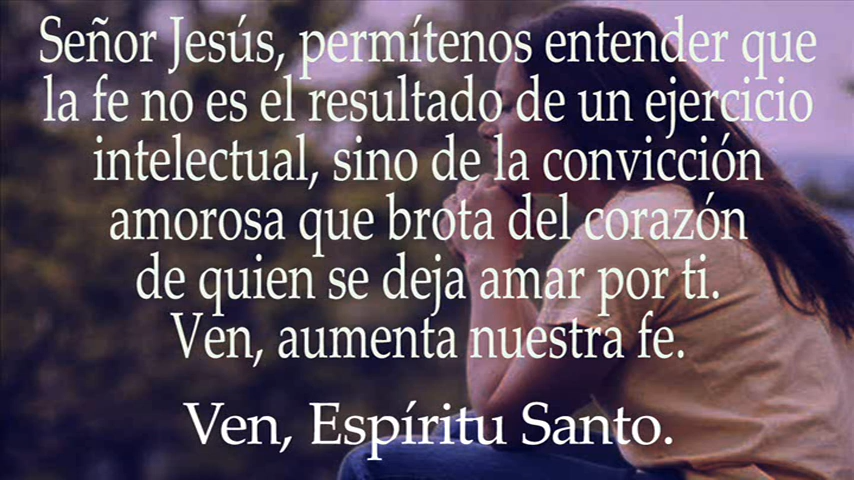 Señor Jesús, permítenos entender que
la fe no es el resultado de un ejercicio
intelectual, sino de la convicción
amorosa que brota del corazón
de quien se deja amar por ti.
Ven, aumenta nuestra fe.
Ven, Espíritu Santo.